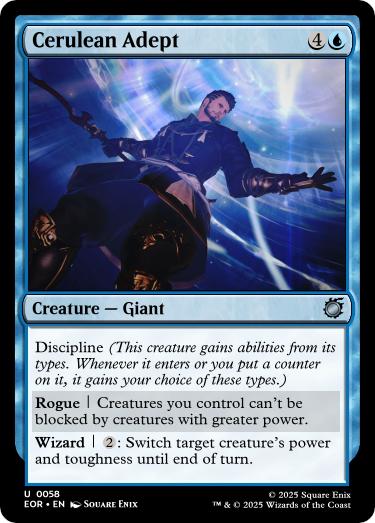 Cerulean Adept 4
Creature — Giant
Discipline (This creature gains abilities from its
types. Whenever it enters or you put a counter
on it, it gains your choice of these types.)
Rogue | Creatures you control can't be
blocked by creatures with greater power.
Wizard | 2: Switch target creature's power
and toughness until end of turn.
U 0058
EOR • EN SQUARE ENIX
© 2025 Square Enix
™ & © 2025 Wizards of the Coast